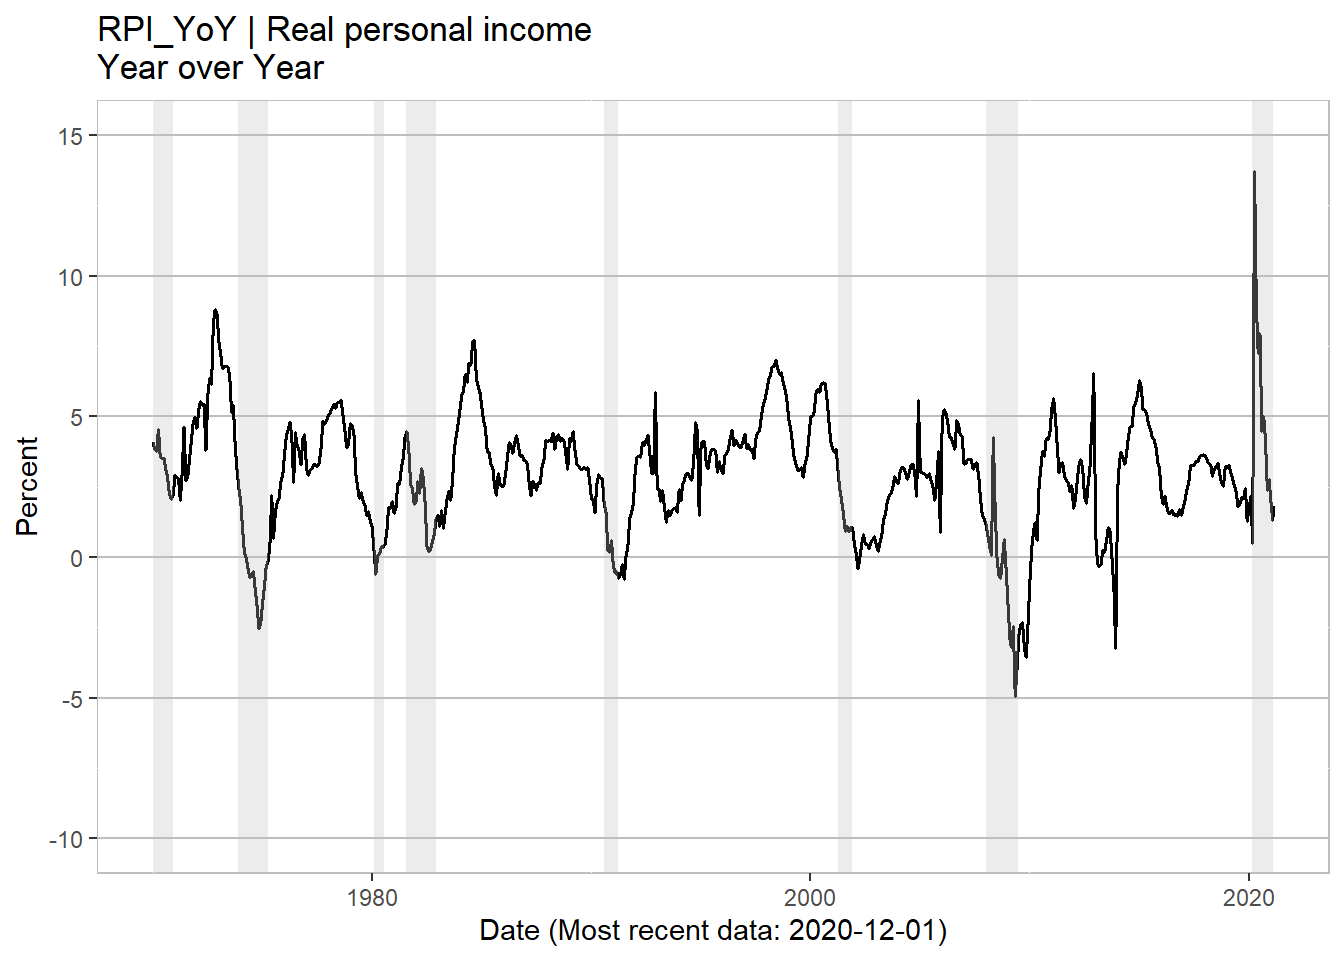 RPI_YoY | Real personal income
Year over Year
15
10
5
0
-5
-10
Percent
1980
2000
2020
Date (Most recent data: 2020-12-01)